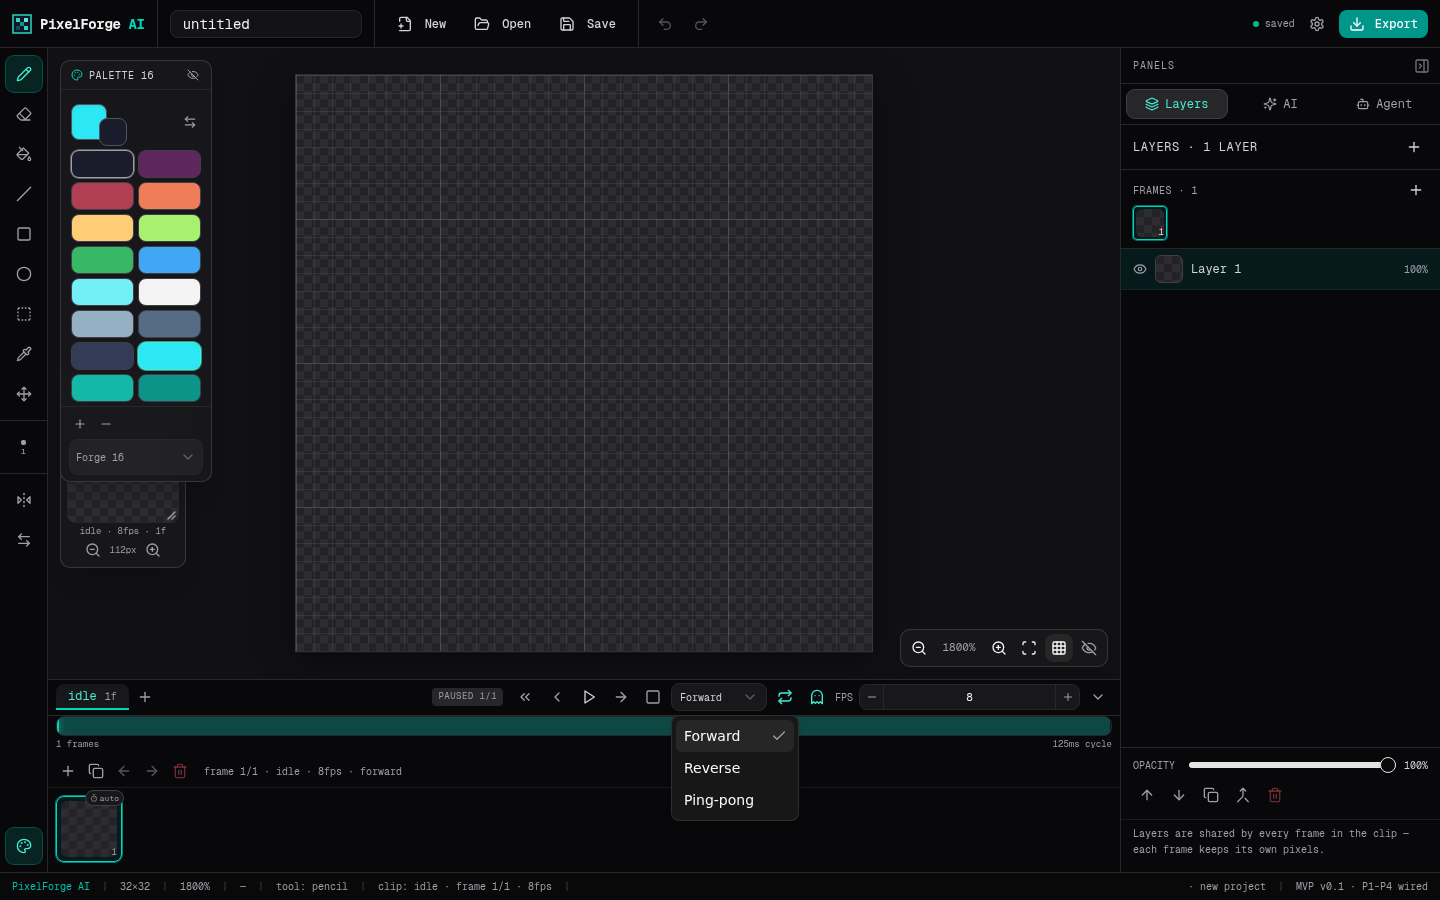 PixelForge AI
untitled
New
Open
Save
saved
Export
PALETTE 16
Forge 16
idle · 8fps · 1f
112px
1
1800%
PANELS
Layers
AI
Agent
LAYERS · 1 LAYER
FRAMES · 1
1
Layer 1
100%
OPACITY
100%
Layers are shared by every frame in the clip —
each frame keeps its own pixels.
idle 1f
PAUSED 1/1
Forward
FPS
8
1 frames
125ms cycle
frame 1/1 · idle · 8fps · forward
Forward
Reverse
Ping-pong
auto
1
PixelForge AI
32×32
1800%
—
tool: pencil
clip: idle · frame 1/1 · 8fps
· new project
MVP v0.1 · P1–P4 wired